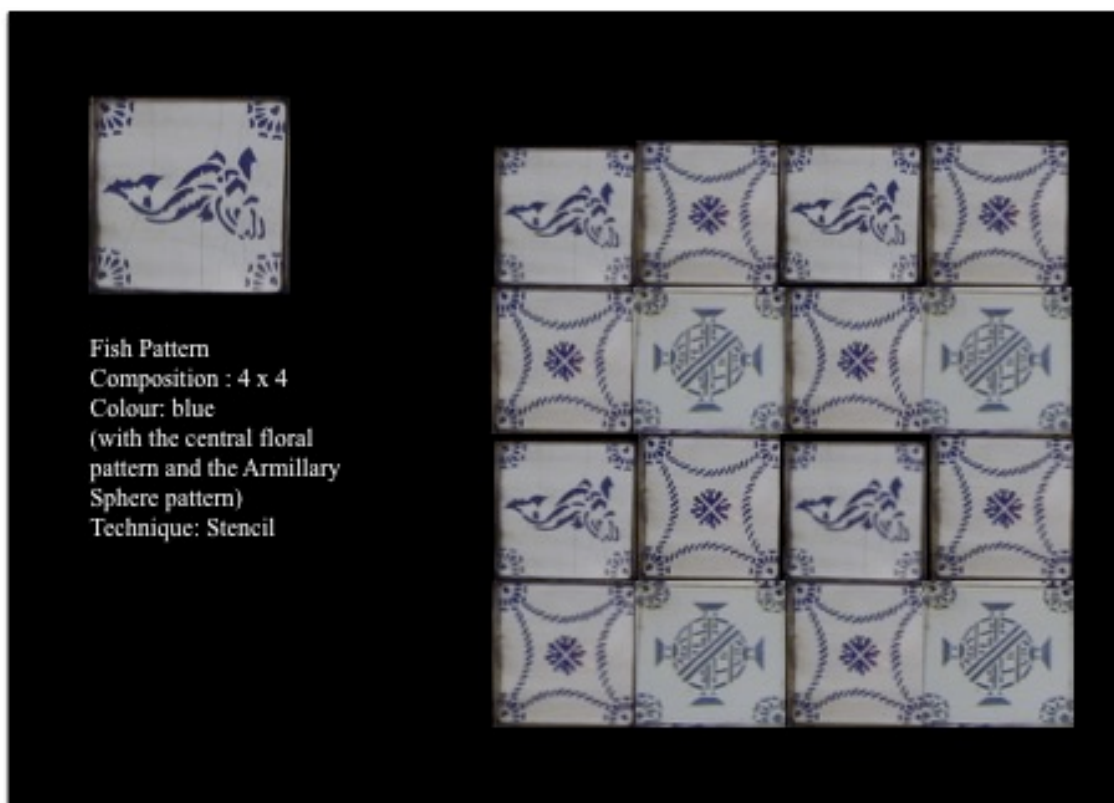 Fish Pattern
Composition : 4 x 4
Colour: blue
(with the central floral
pattern and the Armillary
Sphere pattern)
Technique: Stencil